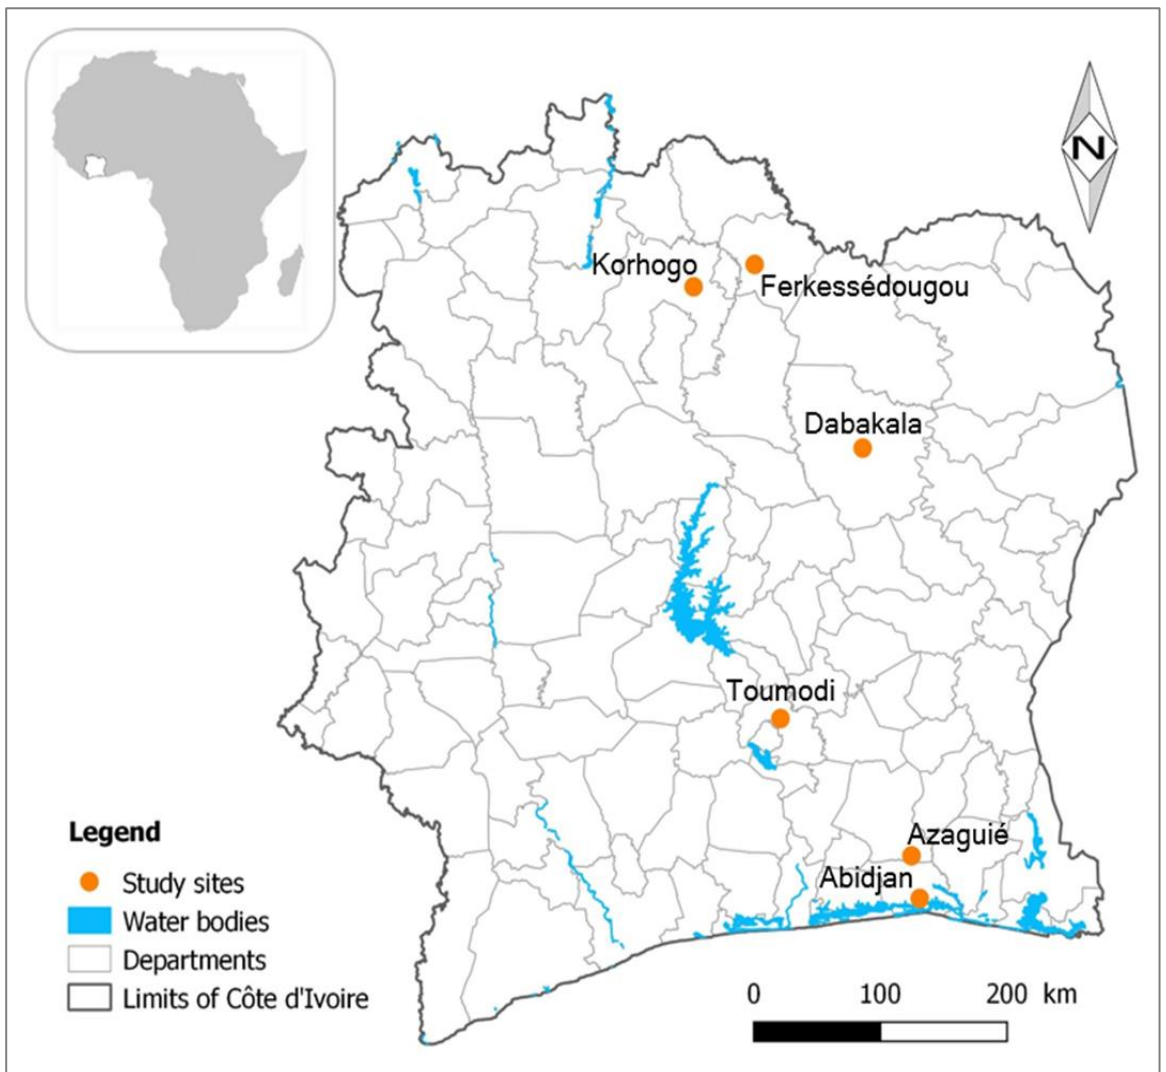 N
Korhogo
Ferkessédougou
Dabakala
Toumodi
Azaguié
Abidjan
Legend
Study sites
Water bodies
Departments
Limits of Côte d'Ivoire
0 100 200 km